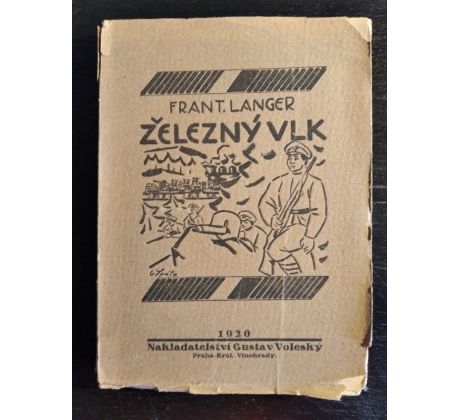 FRANT. LANGER
ŽELEZNÝ VLK
1920
Nakladatelství Gustav Voleský
Praha-Král. Vinohrady.